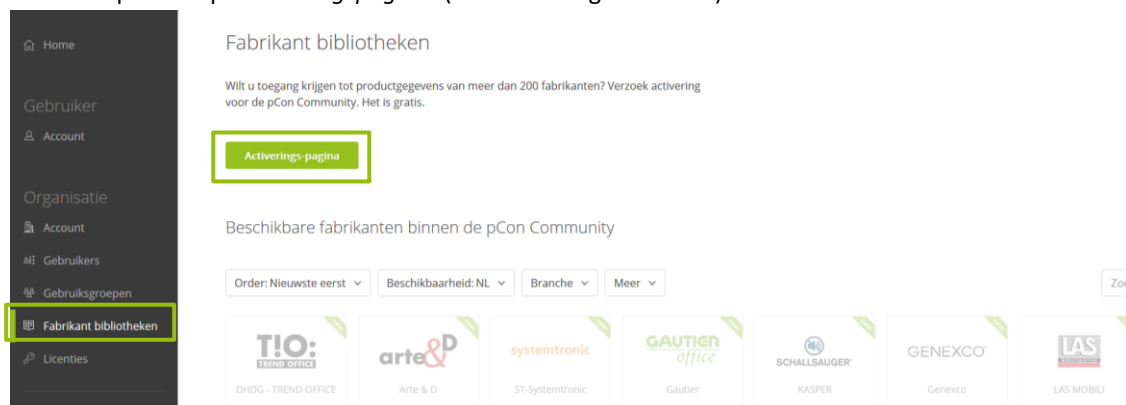 Home
Gebruiker
Account
Organisatie
Account
Gebruikers
Gebruiksgroepen
Fabrikant bibliotheken
Licenties
Fabrikant bibliotheken
Wilt u toegang krijgen tot productgegevens van meer dan 200 fabrikanten? Verzoek activering
voor de pCon Community. Het is gratis.
Activerings-pagina
Beschikbare fabrikanten binnen de pCon Community
Order: Nieuwste eerst Beschikbaarheid: NL Branche Meer
T!O: TREND OFFICE arte&D systemtronic GAUTIER office SCHALLSAUGER GENEXCO LAS
DHDG - TREND OFFICE Arte & D ST-Systemtronic Gautier KASPER Genexco LAS MOBILI